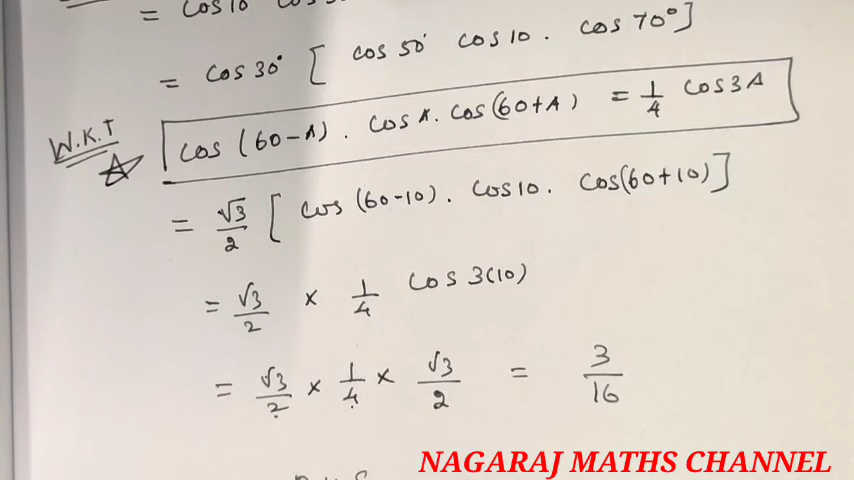 = cos10
= cos 30° [ cos 50° cos 10 . cos 70° ]
W.K.T cos (60-A) . cos A . cos (60+A) = 1/4 cos 3A
= √3/2 [ cos (60-10) . cos 10 . cos(60+10) ]
= √3/2 × 1/4 cos 3(10)
= √3/2 × 1/4 × √3/2 = 3/16
NAGARAJ MATHS CHANNEL